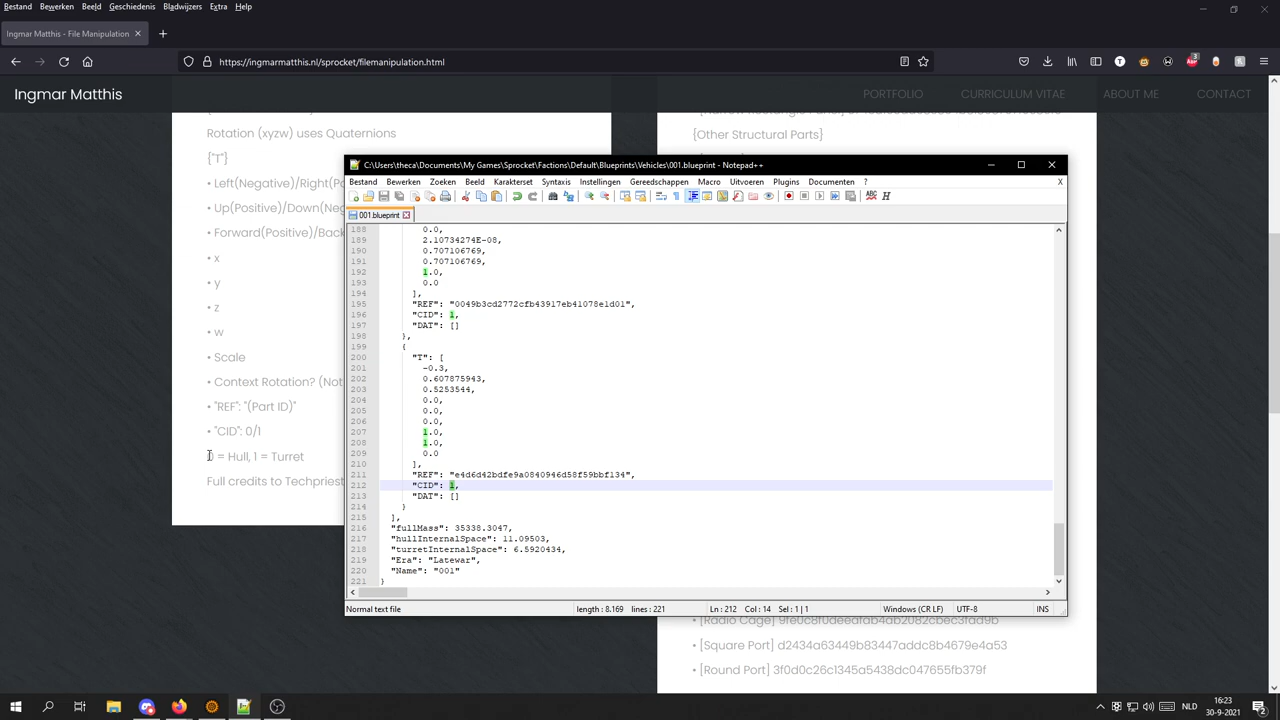 Bestand Bewerken Beeld Geschiedenis Bladwijzers Extra Help
Ingmar Matthis - File Manipulation
https://ingmarmatthis.nl/sprocket/filemanipulation.html
Ingmar Matthis
PORTFOLIO CURRICULUM VITAE ABOUT ME CONTACT
Rotation (xyzw) uses Quaternions
{"T"}
• Left(Negative)/Right(Po
• Up(Positive)/Down(Neg
• Forward(Positive)/Back
• x
• y
• z
• w
• Scale
• Context Rotation? (Not
• "REF": "(Part ID)"
• "CID": 0/1
0 = Hull, 1 = Turret
Full credits to Techpriest
{Other Structural Parts}
C:\Users\theca\Documents\My Games\Sprocket\Factions\Default\Blueprints\Vehicles\001.blueprint - Notepad++
Bestand Bewerken Zoeken Beeld Karakterset Syntaxis Instellingen Gereedschappen Macro Uitvoeren Plugins Documenten ? X
001.blueprint
188 0.0,
189 2.10734274E-08,
190 0.707106769,
191 0.707106769,
192 1.0,
193 0.0
194 ],
195 "REF": "0049b3cd2772cfb43917eb41078e1d01",
196 "CID": 1,
197 "DAT": []
198 },
199 {
200 "T": [
201 -0.3,
202 0.607875943,
203 0.5253544,
204 0.0,
205 0.0,
206 0.0,
207 1.0,
208 1.0,
209 0.0
210 ],
211 "REF": "e4d6d42bdfe9a0840946d58f59bbf134",
212 "CID": 1,
213 "DAT": []
214 }
215 ],
216 "fullMass": 35338.3047,
217 "hullInternalSpace": 11.09503,
218 "turretInternalSpace": 6.5920434,
219 "Era": "Latewar",
220 "Name": "001"
221 }
Normal text file length : 8.169 lines : 221 Ln : 212 Col : 14 Sel : 1 | 1 Windows (CR LF) UTF-8 INS
• [Radio Cage] 9fe0c8f0deeafab4ab2082cbec3fad9b
• [Square Port] d2434a63449b83447addc8b4679e4a53
• [Round Port] 3f0d0c26c1345a5438dc047655fb379f
NLD
16:23
30-9-2021